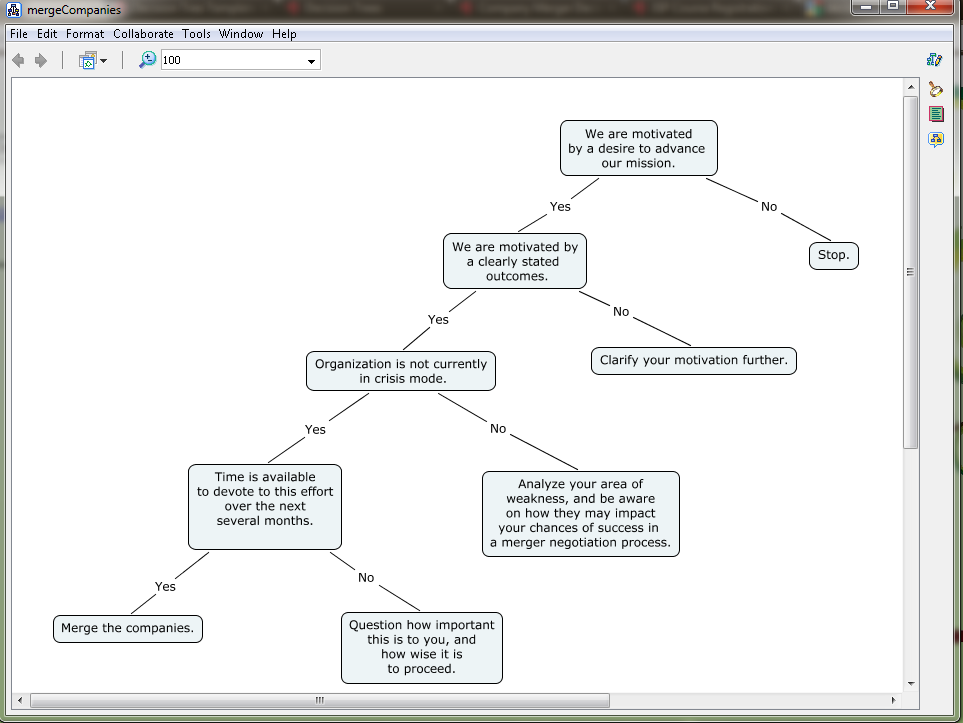 mergeCompanies
File Edit Format Collaborate Tools Window Help
100
We are motivated
by a desire to advance
our mission.
Yes
No
We are motivated by
a clearly stated
outcomes.
Stop.
Yes
No
Organization is not currently
in crisis mode.
Clarify your motivation further.
Yes
No
Time is available
to devote to this effort
over the next
several months.
Analyze your area of
weakness, and be aware
on how they may impact
your chances of success in
a merger negotiation process.
Yes
No
Merge the companies.
Question how important
this is to you, and
how wise it is
to proceed.